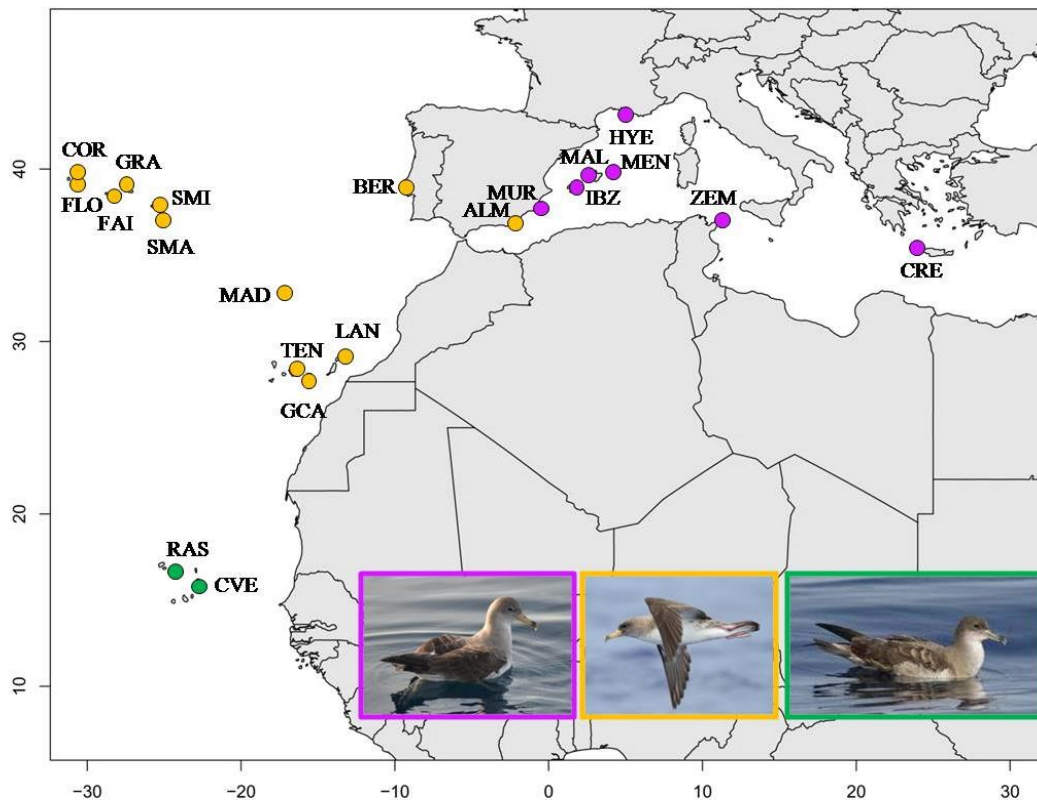 40
30
20
10
COR
GRA
FLO
FAI
SMI
SMA
BER
MUR
ALM
MAL
HYE
MEN
IBZ
ZEM
CRE
MAD
LAN
TEN
GCA
RAS
CVE
−30
−20
−10
0
10
20
30